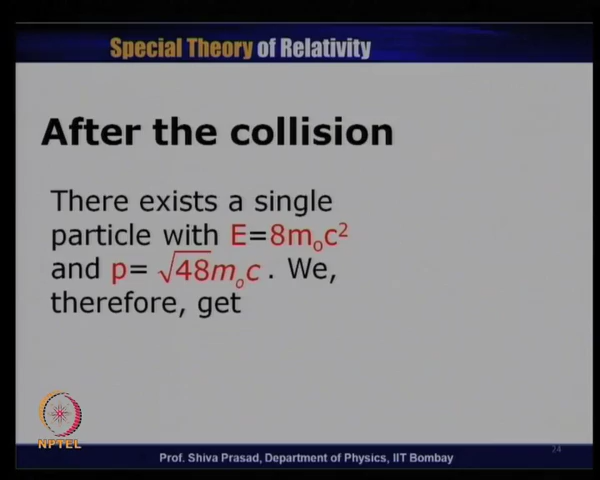 Special Theory of Relativity
After the collision
There exists a single
particle with E=8m₀c²
and p= √48m₀c . We,
therefore, get
NPTEL
24
Prof. Shiva Prasad, Department of Physics, IIT Bombay